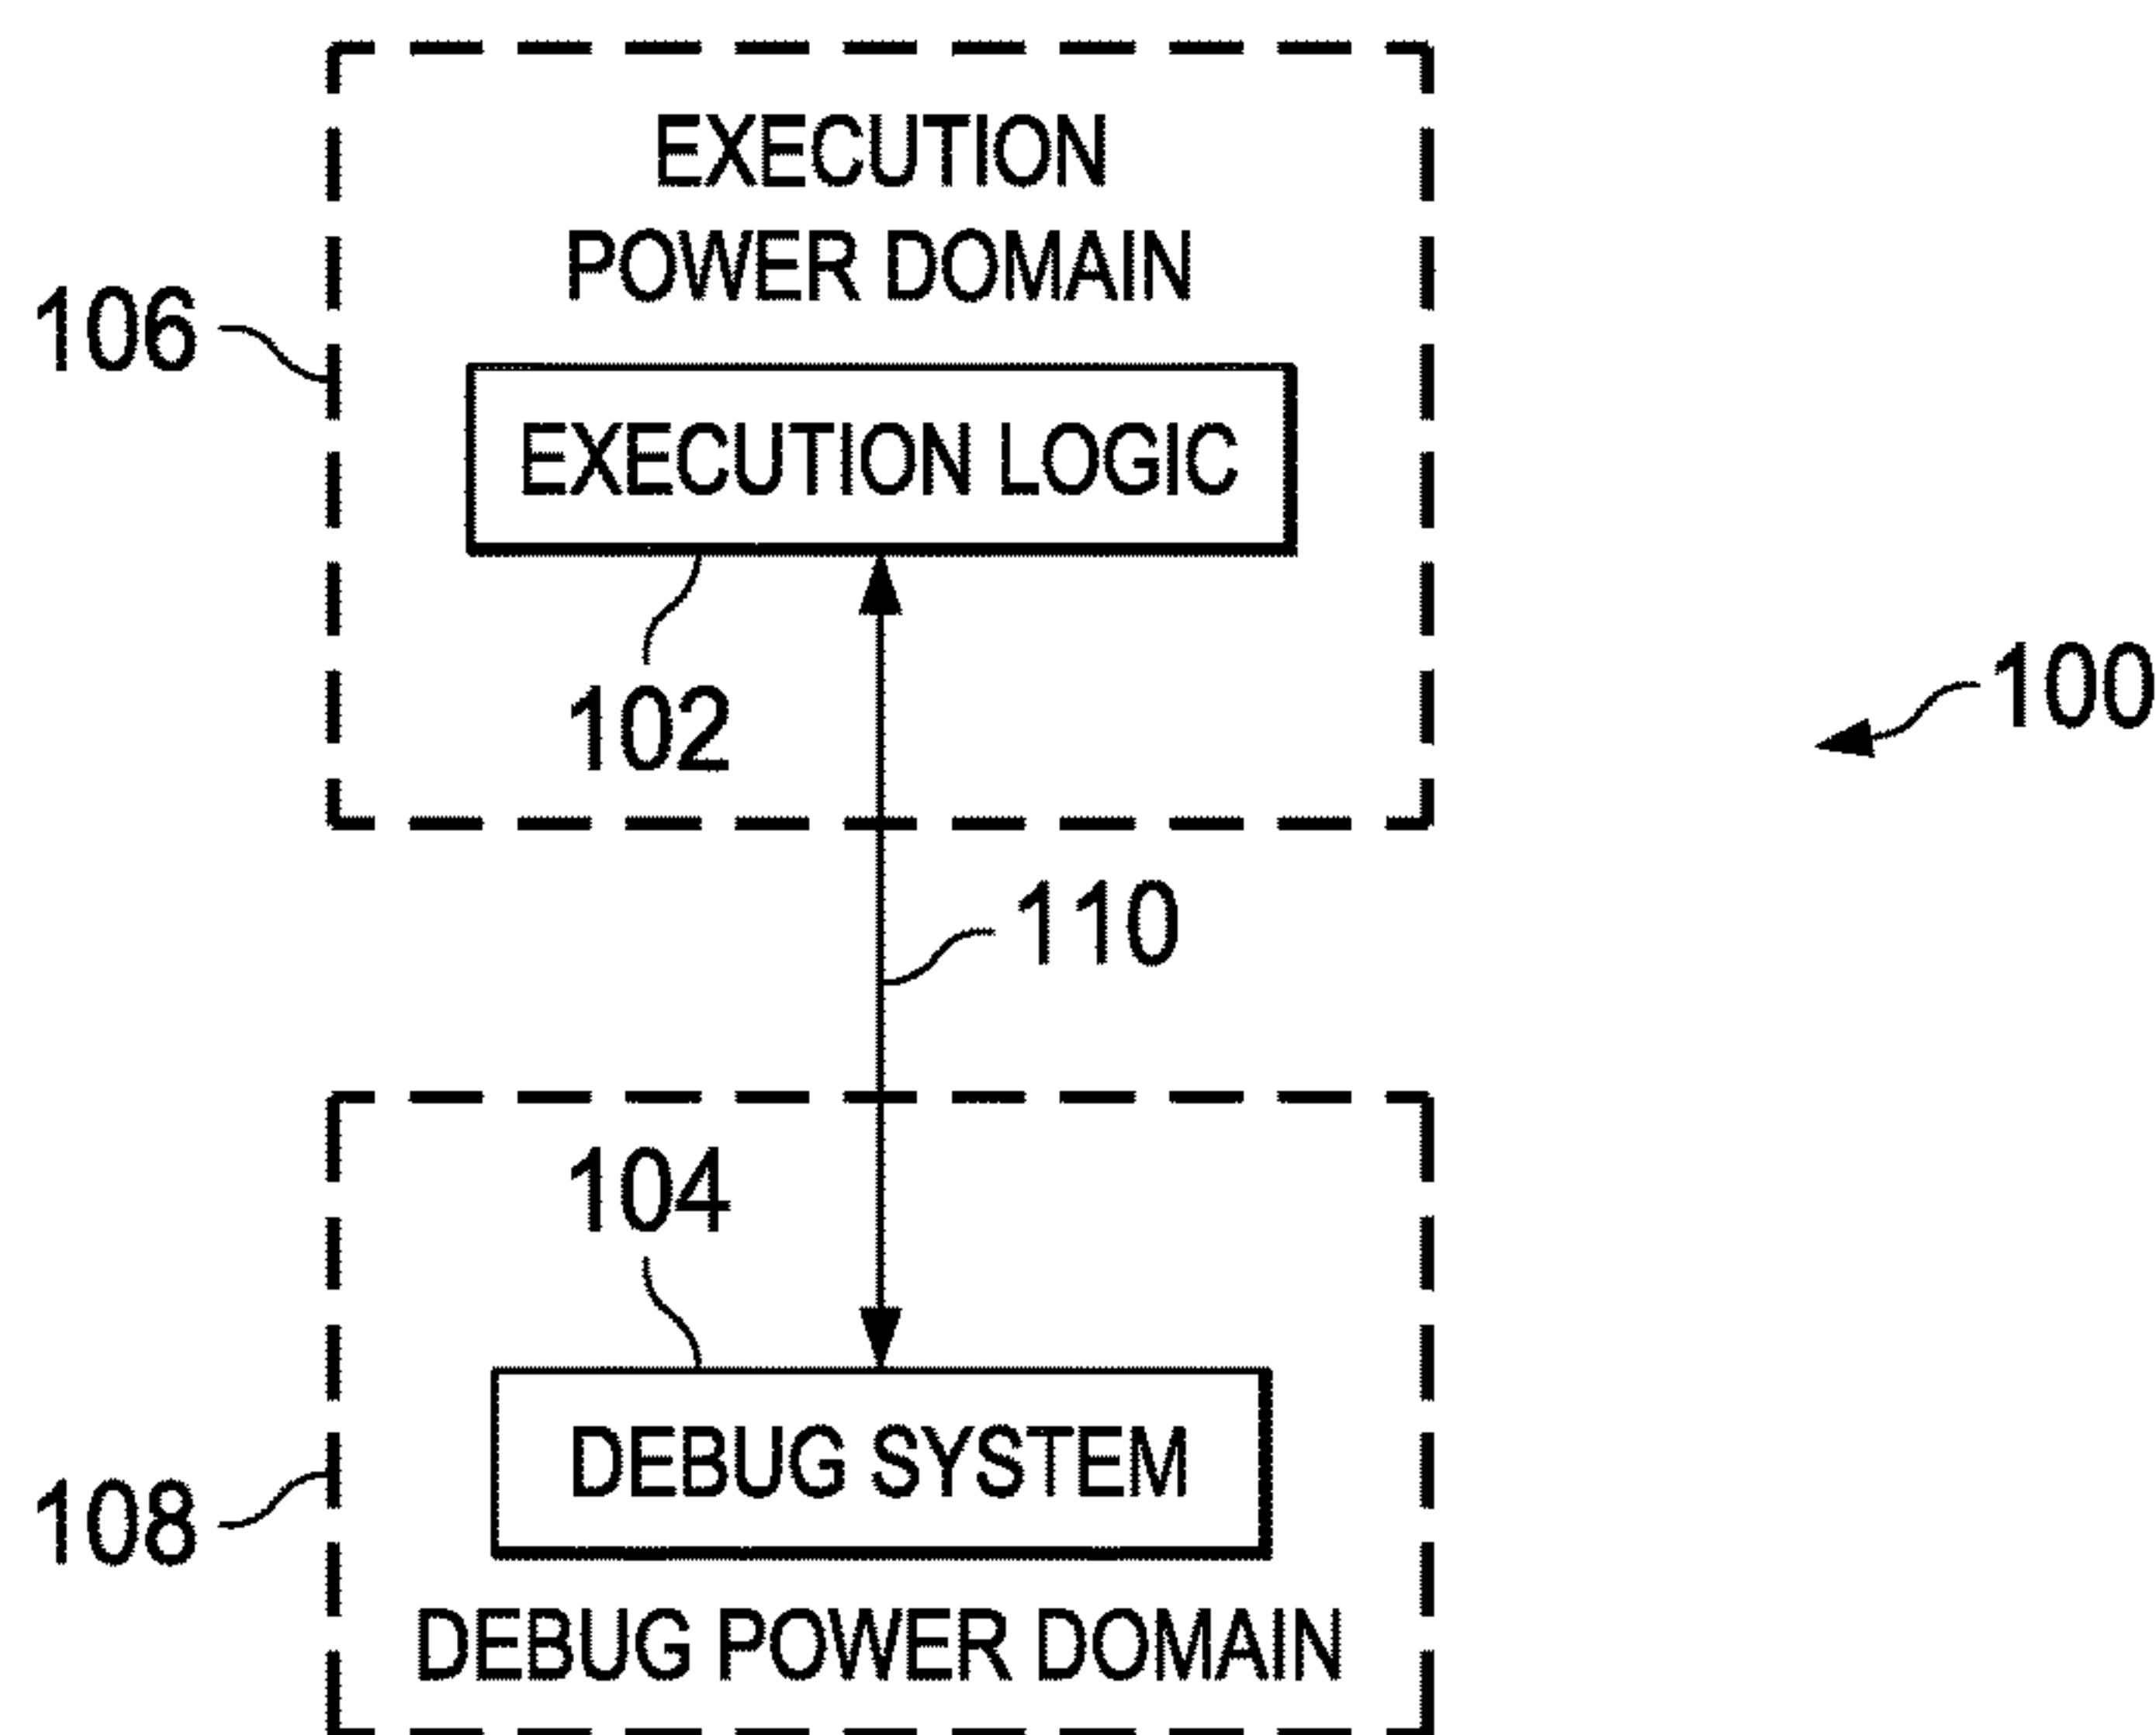 EXECUTION
POWER DOMAIN
106
EXECUTION LOGIC
102
100
110
104
DEBUG SYSTEM
108
DEBUG POWER DOMAIN